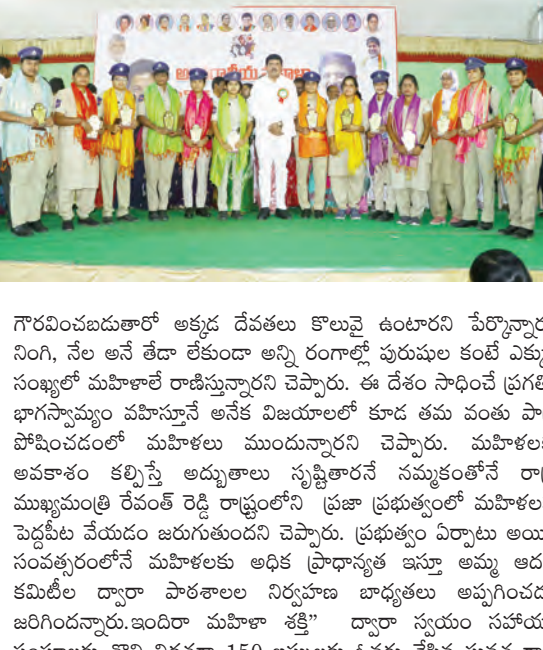 గౌరవించబడుతారో అక్కడ దేవతలు కొలువై ఉంటారని పేర్కొన్నార
నింగి, నేల అనే తేడా లేకుండా అన్ని రంగాల్లో పురుషుల కంటే ఎక్కు
సంఖ్యలో మహిళాలే రాణిస్తున్నారని చెప్పారు. ఈ దేశం సాధించే ప్రగతి
భాగస్వామ్యం వహిస్తూనే అనేక విజయాలలో కూడ తమ వంతు పా
పోషించడంలో మహిళలు ముందున్నారని చెప్పారు. మహిళల
అవకాశం కల్పిస్తే అద్భుతాలు సృష్టితారనే నమ్మకంతోనే రా
ముఖ్యమంత్రి రేవంత్ రెడ్డి రాష్ట్రంలోని ప్రజా ప్రభుత్వంలో మహిళల
పెద్దపీట వేయడం జరుగుతుందని చెప్పారు. ప్రభుత్వం ఏర్పాటు అయి
సంవత్సరంలోనే మహిళలకు అధిక ప్రాధాన్యత ఇస్తూ అమ్మ ఆద
కమిటీల ద్వారా పాఠశాలల నిర్వహణ బాధ్యతలు అప్పగించడ
జరిగిందన్నారు.ఇందిరా మహిళా శక్తి” ద్వారా స్వయం సహాయ